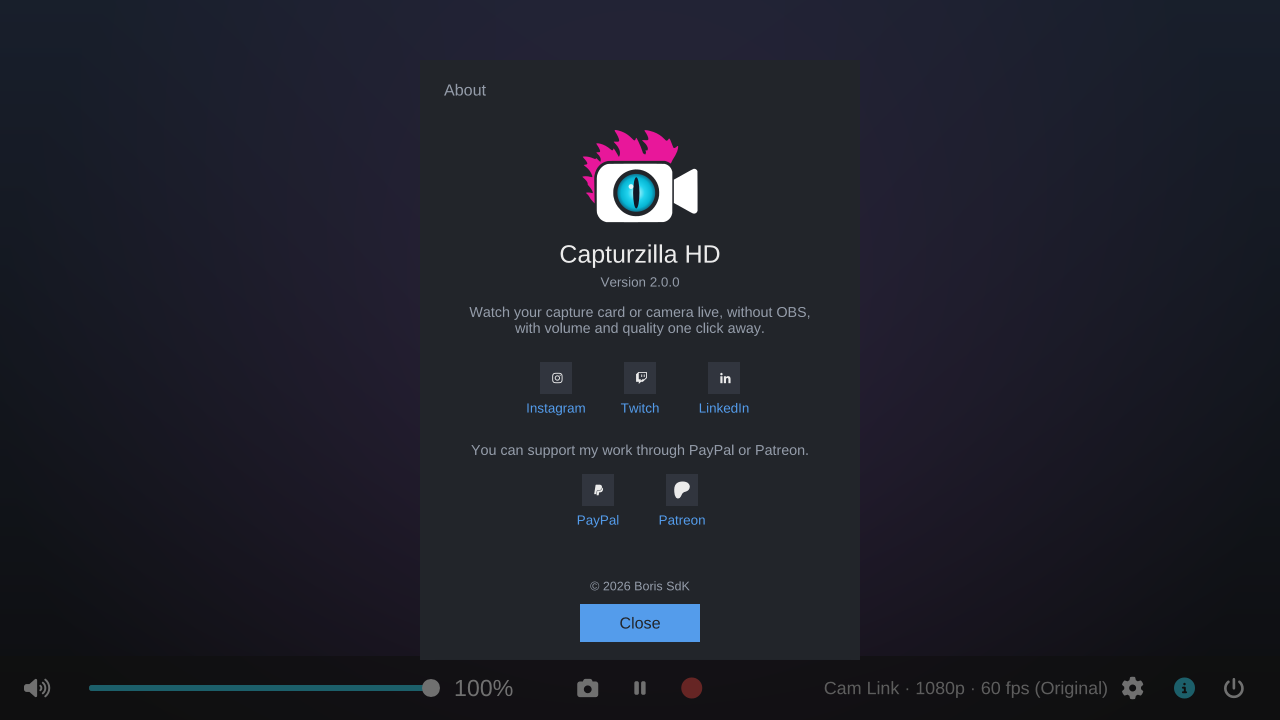 About
Capturzilla HD
Version 2.0.0
Watch your capture card or camera live, without OBS,
with volume and quality one click away.
Instagram
Twitch
LinkedIn
You can support my work through PayPal or Patreon.
PayPal
Patreon
© 2026 Boris SdK
Close
100%
Cam Link · 1080p · 60 fps (Original)